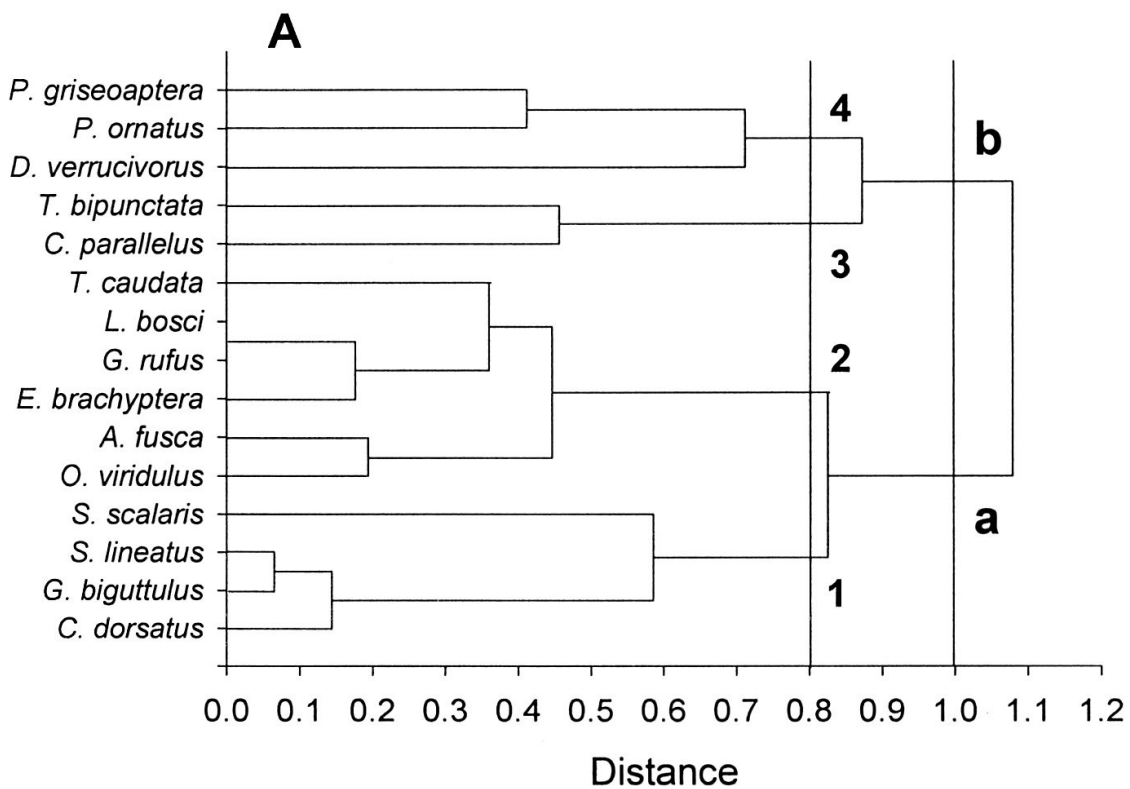 A
P. griseoaptera
4
P. ornatus
b
D. verrucivorus
T. bipunctata
C. parallelus
3
T. caudata
L. bosci
2
G. rufus
E. brachyptera
A. fusca
O. viridulus
S. scalaris
a
S. lineatus
G. biguttulus
1
C. dorsatus
0.0 0.1 0.2 0.3 0.4 0.5 0.6 0.7 0.8 0.9 1.0 1.1 1.2
Distance